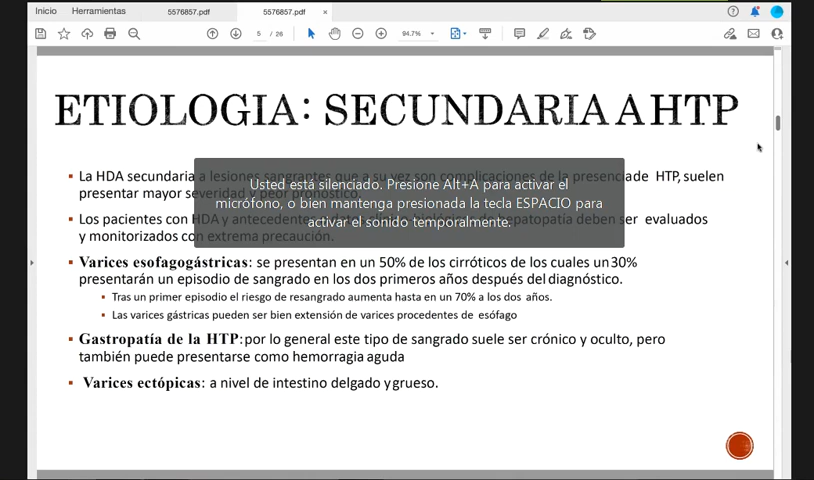 Inicio Herramientas 5576857.pdf 5576857.pdf ×
5 / 26 94.7%
ETIOLOGIA: SECUNDARIA A HTP
▪ La HDA secundaria a lesiones sangrantes que a su vez son complicaciones de la presencia de HTP, suelen
presentar mayor severidad y peor pronóstico.
Usted está silenciado. Presione Alt+A para activar el
micrófono, o bien mantenga presionada la tecla ESPACIO para
activar el sonido temporalmente.
▪ Los pacientes con HDA y antecedentes hepatopatía deben ser evaluados
y monitorizados con extrema precaución.
▪ Varices esofagogástricas: se presentan en un 50% de los cirróticos de los cuales un 30%
presentarán un episodio de sangrado en los dos primeros años después del diagnóstico.
▪ Tras un primer episodio el riesgo de resangrado aumenta hasta en un 70% a los dos años.
▪ Las varices gástricas pueden ser bien extensión de varices procedentes de esófago
▪ Gastropatía de la HTP: por lo general este tipo de sangrado suele ser crónico y oculto, pero
también puede presentarse como hemorragia aguda
▪ Varices ectópicas: a nivel de intestino delgado y grueso.